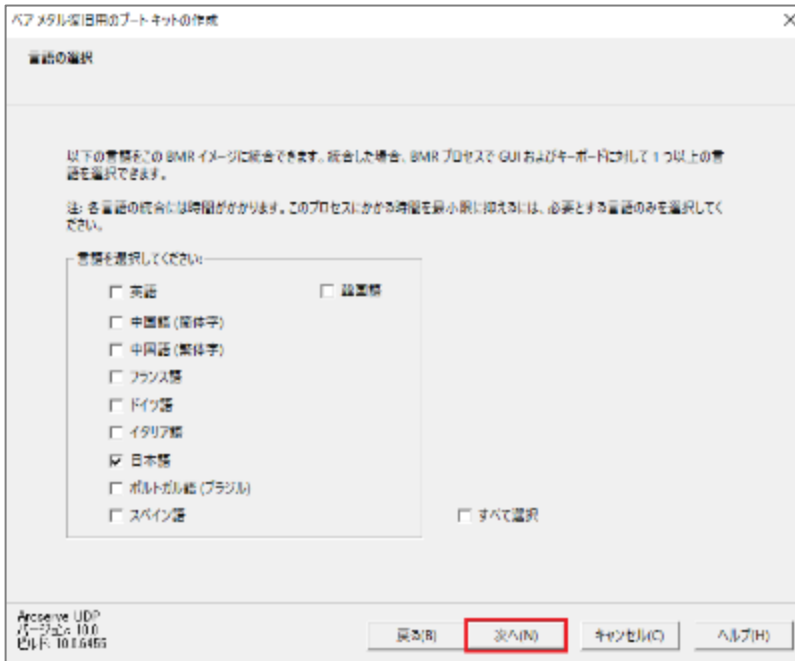 ベア メタル復旧用のブート キットの作成
言語の選択
以下の言語をこの BMR イメージに統合できます。統合した場合、BMR プロセスで GUI およびキーボードに対して 1 つ以上の言
語を選択できます。
注: 各言語の統合には時間がかかります。このプロセスにかかる時間を最小限に抑えるには、必要とする言語のみを選択してく
ださい。
言語を選択してください:
英語 韓国語
中国語 (簡体字)
中国語 (繁体字)
フランス語
ドイツ語
イタリア語
日本語
ポルトガル語 (ブラジル)
スペイン語 すべて選択
Arcserve UDP
バージョン: 10.0
ビルド: 10.0.6455
戻る(B) 次へ(N) キャンセル(C) ヘルプ(H)